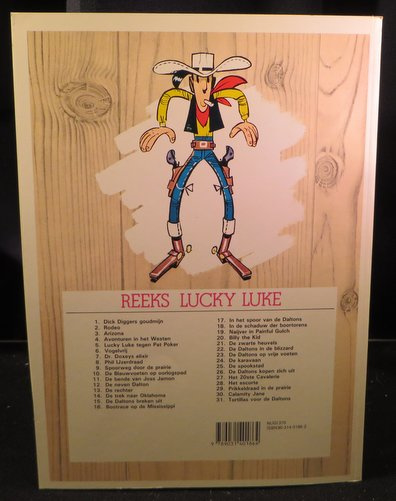 REEKS LUCKY LUKE
1. Dick Diggers goudmijn
2. Rodeo
3. Arizona
4. Avonturen in het Westen
5. Lucky Luke tegen Pat Poker
6. Vogelvrij
7. Dr. Doxeys elixir
8. Phil IJzerdraad
9. Spoorweg door de prairie
10. De Blauwvoeten op oorlogspad
11. De bende van Joss Jamon
12. De neven Dalton
13. De rechter
14. De trek naar Oklahoma
15. De Daltons breken uit
16. Bootrace op de Mississippi
17. In het spoor van de Daltons
18. In de schaduw der boortorens
19. Naijver in Painful Gulch
20. Billy the Kid
21. De zwarte heuvels
22. De Daltons in de blizzard
23. De Daltons op vrije voeten
24. De karavaan
25. De spookstad
26. De Daltons kopen zich uit
27. Het 20ste Cavalerie
28. Het escorte
29. Prikkeldraad in de prairie
30. Calamity Jane
31. Tortillas voor de Daltons
NUGI
9 789031 401864